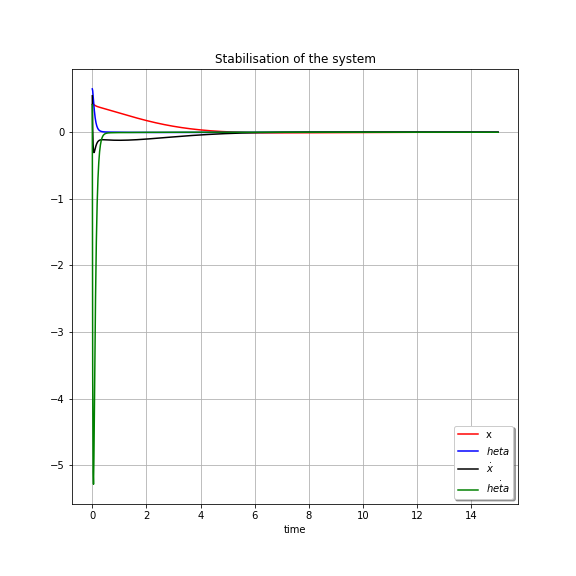 Stabilisation of the system
0
−1
−2
−3
−4
−5
0 2 4 6 8 10 12 14
time
x
heta
ẋ
hetȧ